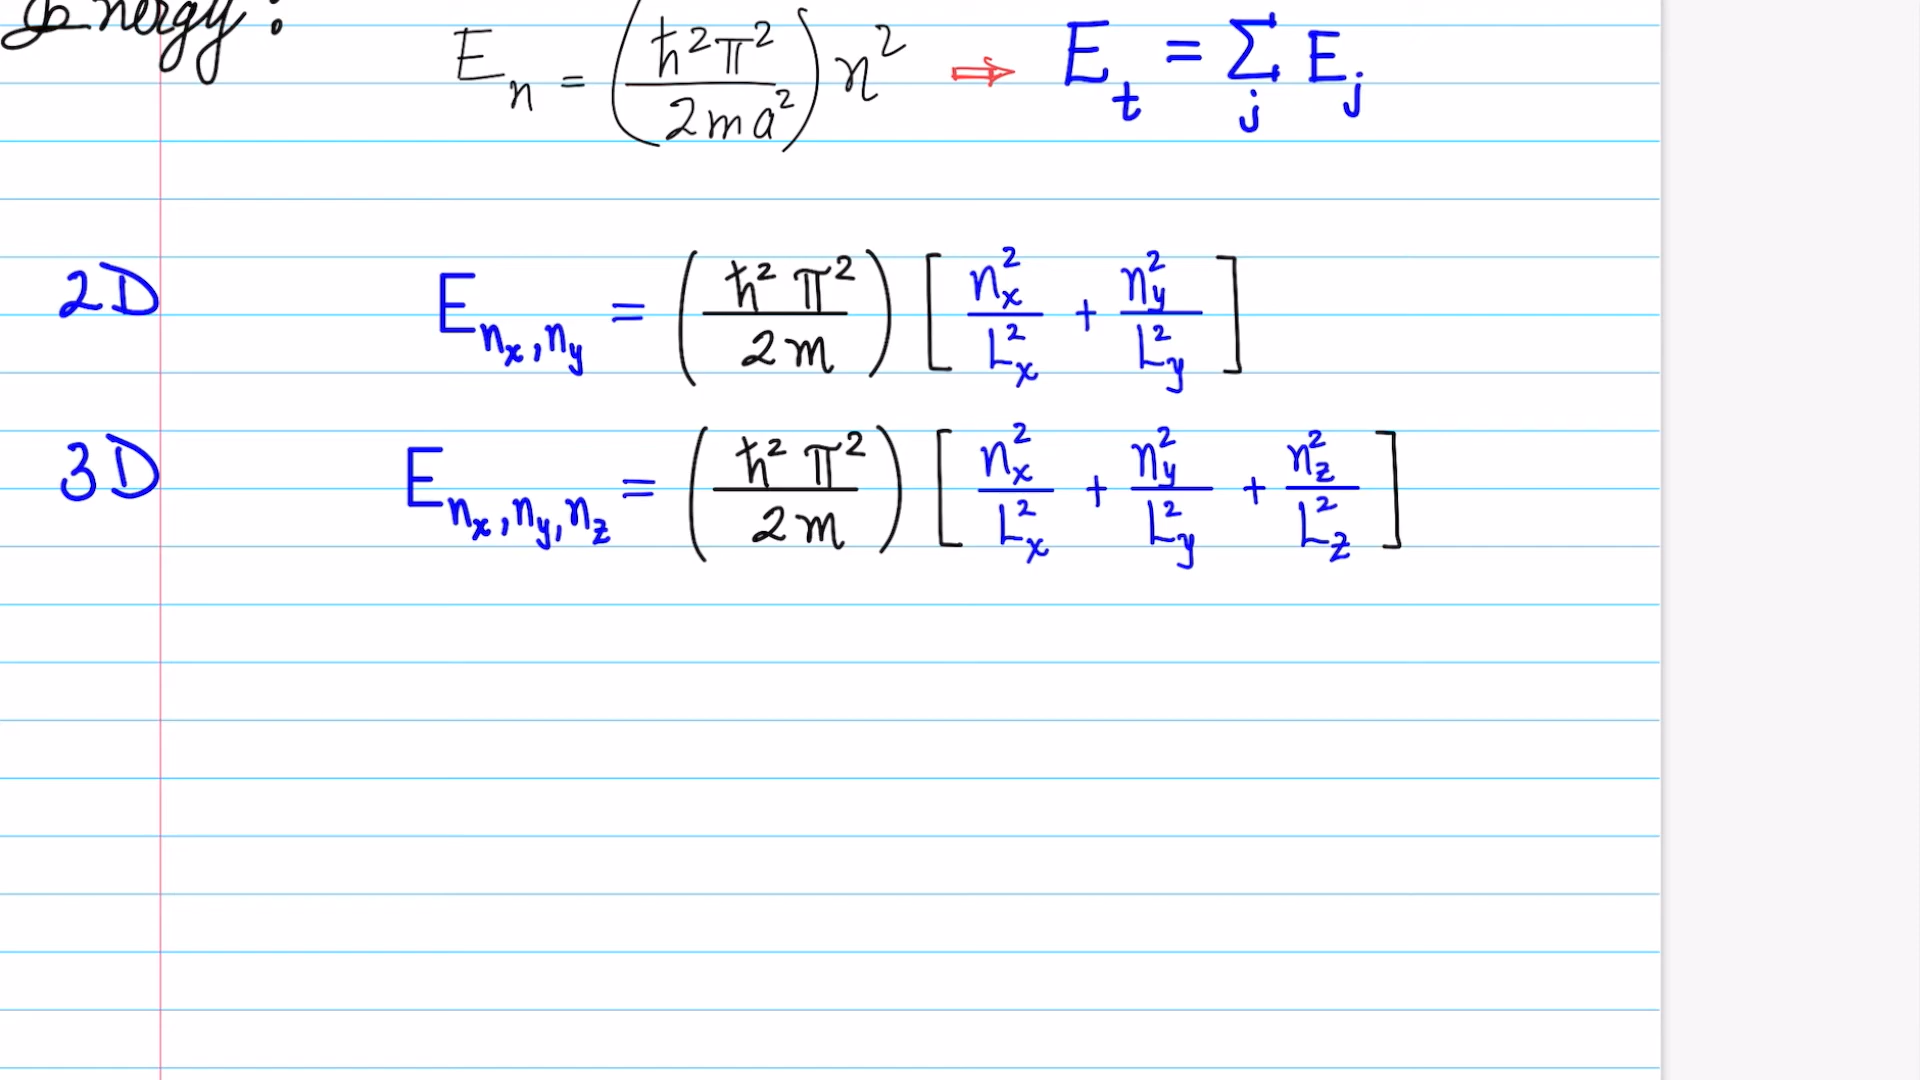 Energy: E_n = (ħ²π² / 2ma²) n² ⇒ E_t = Σ_j E_j
2D E_{n_x,n_y} = (ħ²π² / 2m) [ n_x² / L_x² + n_y² / L_y² ]
3D E_{n_x,n_y,n_z} = (ħ²π² / 2m) [ n_x² / L_x² + n_y² / L_y² + n_z² / L_z² ]